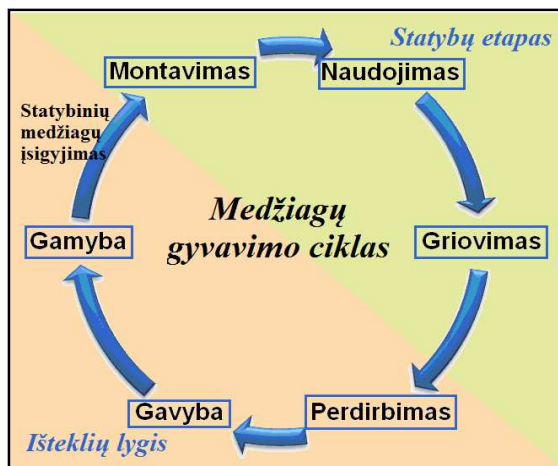 Statybų etapas
Montavimas
Naudojimas
Statybinių
medžiagų
įsigyjimas
Medžiagų
gyvavimo ciklas
Gamyba
Griovimas
Gavyba
Perdirbimas
Išteklių lygis